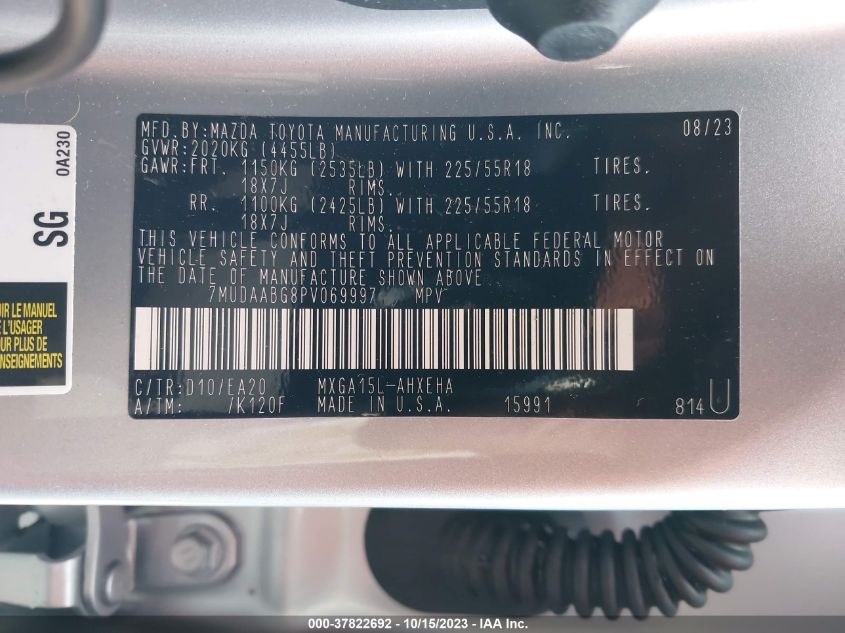 MFD.BY:MAZDA TOYOTA MANUFACTURING U.S.A. INC. 08/23
GVWR:2020KG (4455LB)
GAWR:FRT. 1150KG (2535LB) WITH 225/55R18 TIRES.
18X7J RIMS.
RR. 1100KG (2425LB) WITH 225/55R18 TIRES.
18X7J RIMS.
THIS VEHICLE CONFORMS TO ALL APPLICABLE FEDERAL MOTOR
VEHICLE SAFETY AND THEFT PREVENTION STANDARDS IN EFFECT ON
THE DATE OF MANUFACTURE SHOWN ABOVE.
7MUDAABG8PV069997 MPV
C/TR:D10/EA20 MXGA15L-AHXEHA
A/TM: /K120F MADE IN U.S.A. 15991 814U
0A230
SG
IR LE MANUEL
L'USAGER
UR PLUS DE
NSEIGNEMENTS
000-37822692 - 10/15/2023 - IAA Inc.